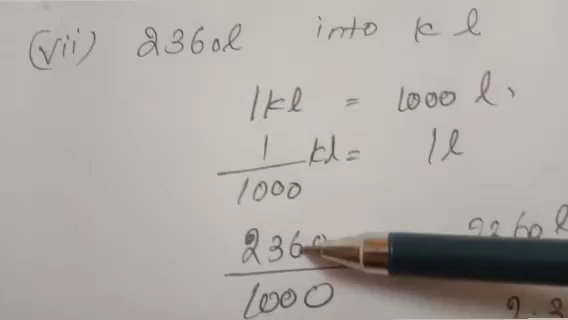 (vii) 2360l into kl
1kl = 1000 l.
1/1000 kl = 1l
2360/1000